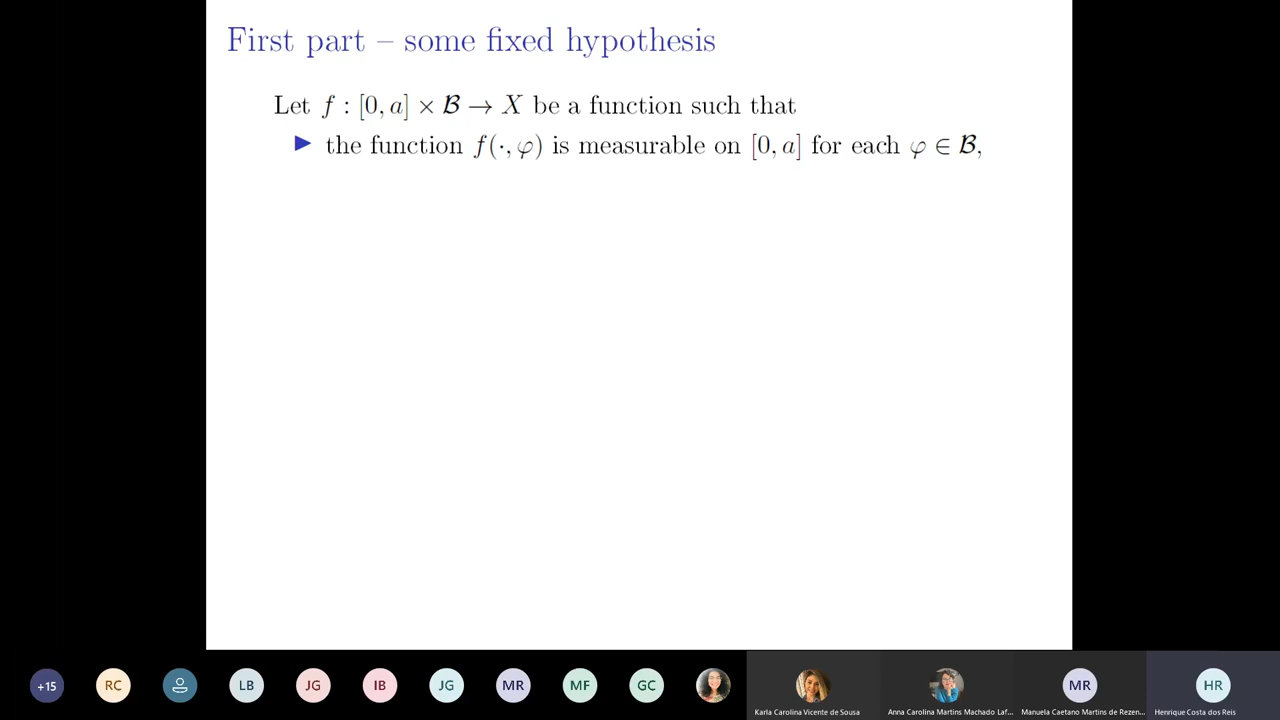 First part – some fixed hypothesis
Let f : [0, a] × ℬ → X be a function such that
▶ the function f(·, φ) is measurable on [0, a] for each φ ∈ ℬ,
+15 RC LB JG IB JG MR MF GC MR HR
Karla Carolina Vicente de Sousa Anna Carolina Martins Machado Laf... Manuela Caetano Martins de Rezen... Henrique Costa dos Reis